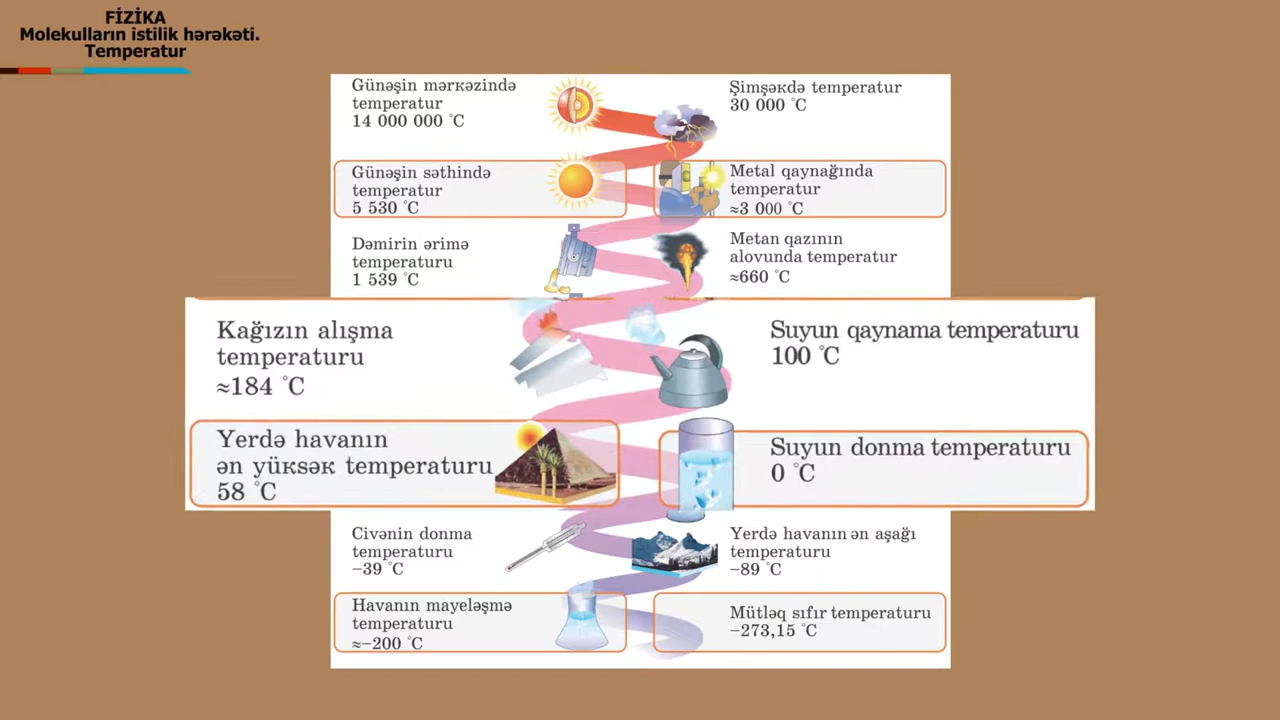 FİZİKA
Molekulların istilik hərəkəti.
Temperatur
Günəşin mərкəzində
temperatur
14 000 000 °C
Şimşəкdə temperatur
30 000 °C
Günəşin səthində
temperatur
5 530 °C
Metal qaynağında
temperatur
≈3 000 °C
Dəmirin ərimə
temperaturu
1 539 °C
Metan qazının
alovunda temperatur
≈660 °C
Kağızın alışma
temperaturu
≈184 °C
Suyun qaynama temperaturu
100 °C
Yerdə havanın
ən yüкsəк temperaturu
58 °C
Suyun donma temperaturu
0 °C
Civənin donma
temperaturu
–39 °C
Yerdə havanın ən aşağı
temperaturu
–89 °C
Havanın mayeləşmə
temperaturu
≈–200 °C
Mütləq sıfır temperaturu
–273,15 °C